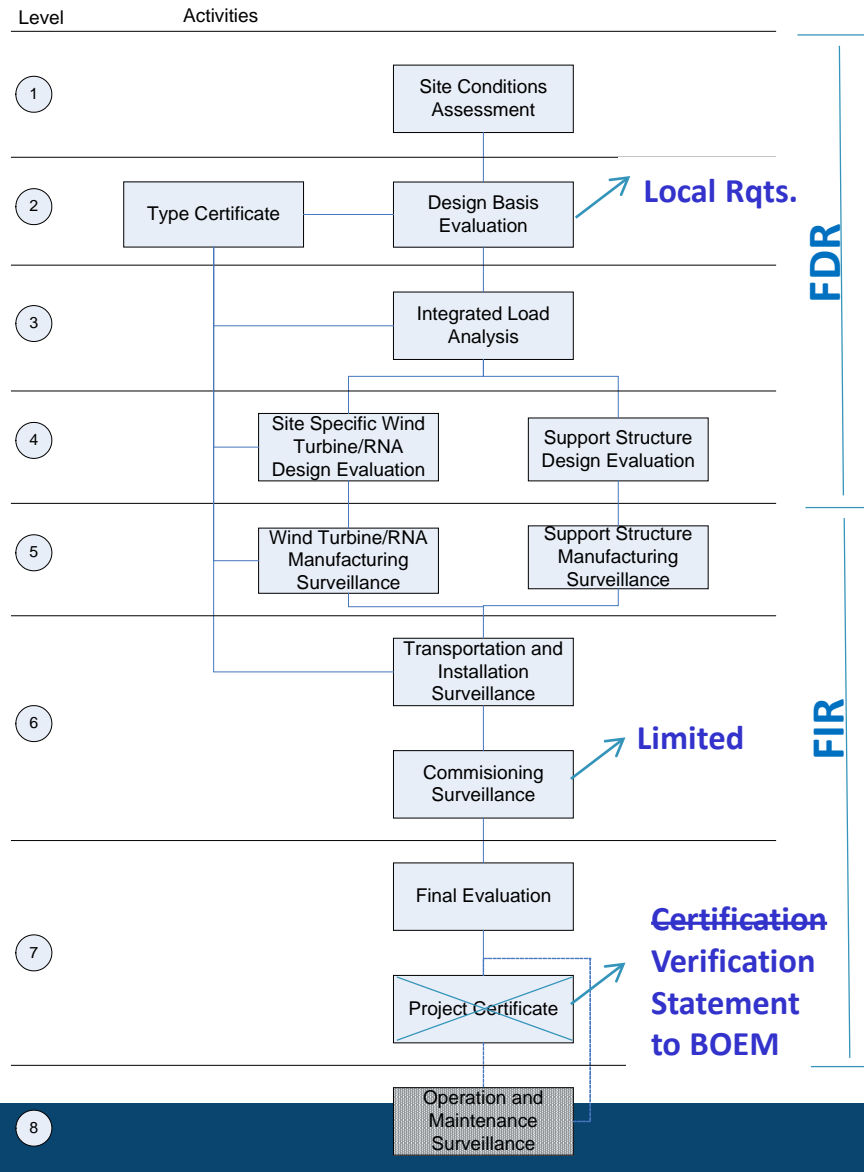 Level
Activities
1
Site Conditions
Assessment
2
Type Certificate
Design Basis
Evaluation
Local Rqts.
FDR
3
Integrated Load
Analysis
4
Site Specific Wind
Turbine/RNA
Design Evaluation
Support Structure
Design Evaluation
5
Wind Turbine/RNA
Manufacturing
Surveillance
Support Structure
Manufacturing
Surveillance
6
Transportation and
Installation
Surveillance
FIR
Limited
Commisioning
Surveillance
7
Final Evaluation
Project Certificate
Certification
Verification
Statement
to BOEM
8
Operation and
Maintenance
Surveillance